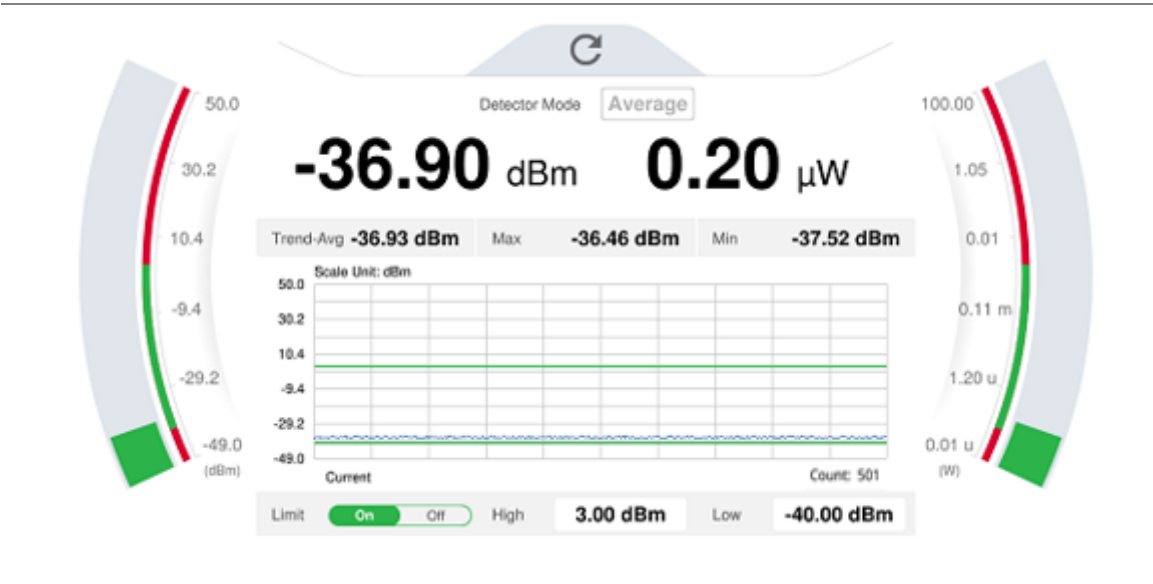 Detector Mode Average
-36.90 dBm 0.20 µW
Trend-Avg -36.93 dBm Max -36.46 dBm Min -37.52 dBm
Scale Unit: dBm
50.0
30.2
10.4
-9.4
-29.2
-49.0
Current Count: 501
Limit On Off High 3.00 dBm Low -40.00 dBm
50.0
30.2
10.4
-9.4
-29.2
-49.0
(dBm)
100.00
1.05
0.01
0.11 m
1.20 u
0.01 u
(W)